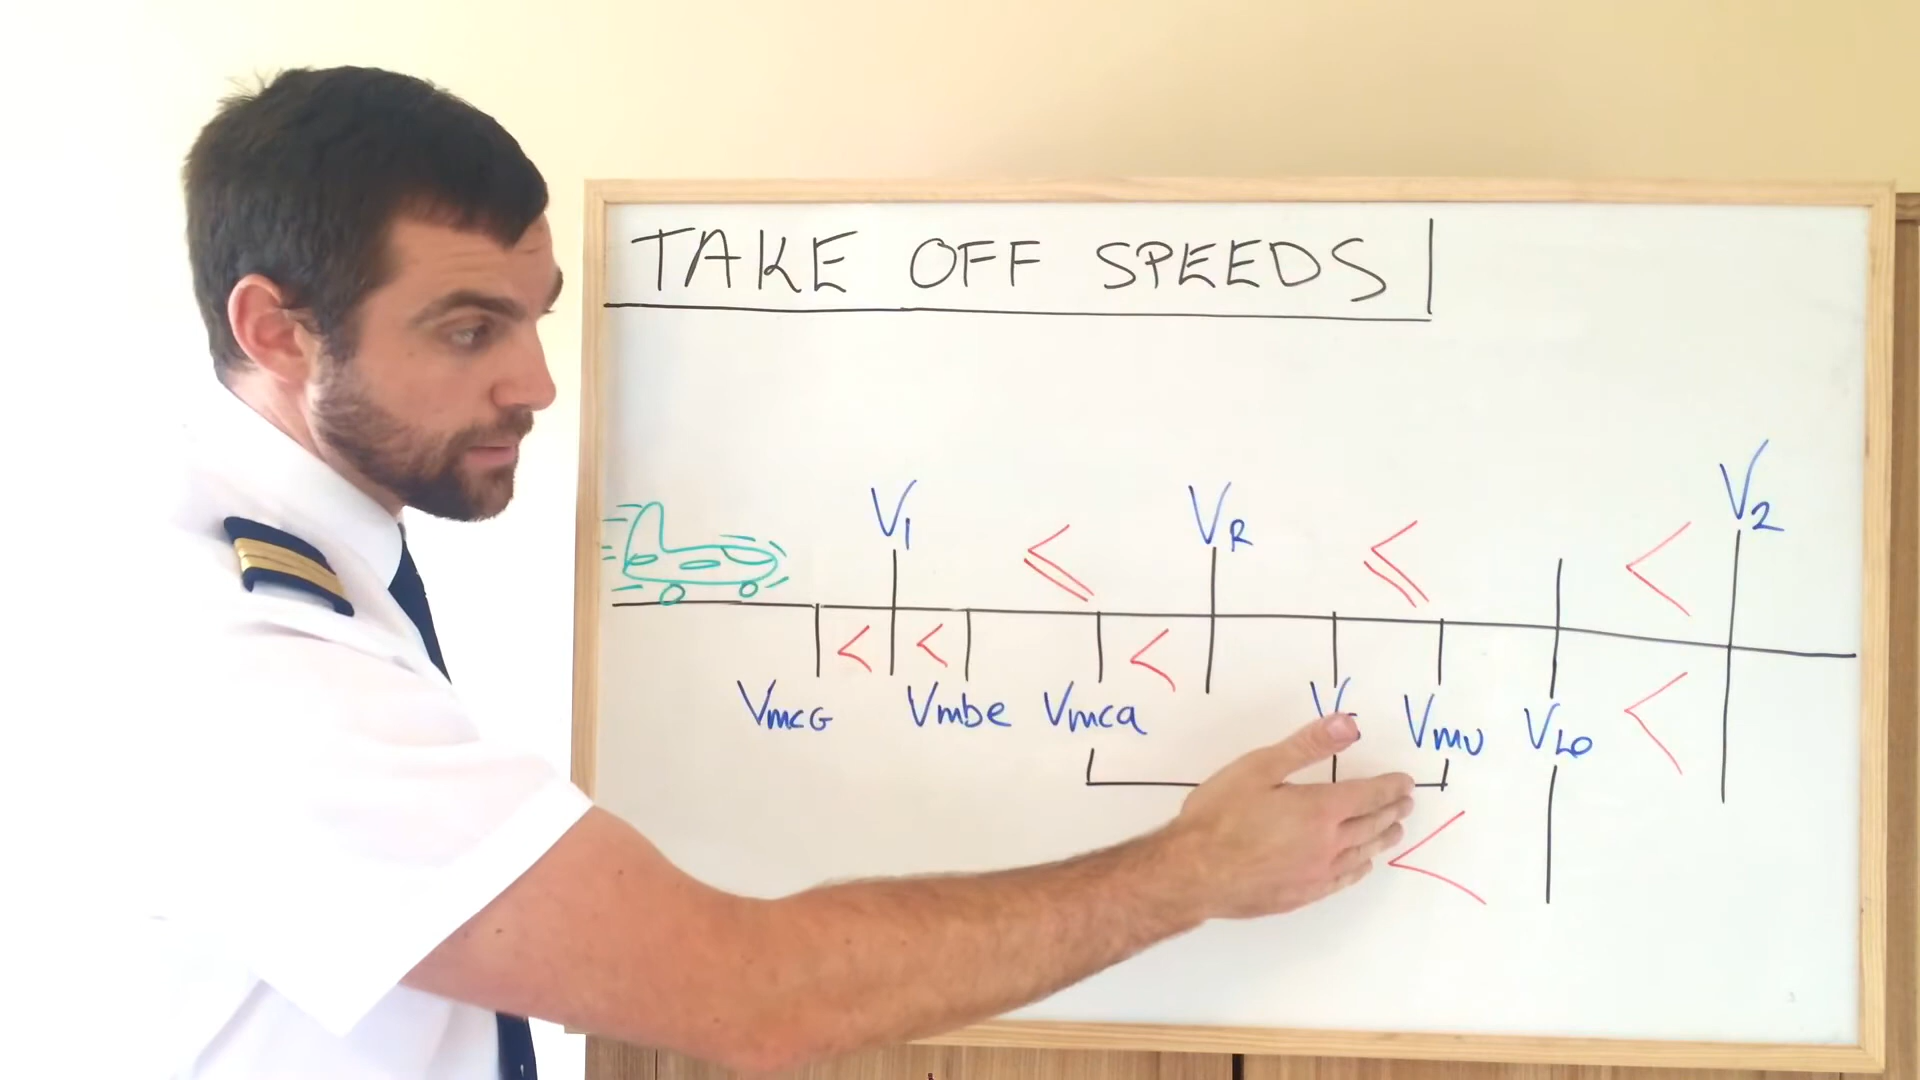 TAKE OFF SPEEDS
V1 ≤ VR ≤ < V2
< < < <
VMCG Vmbe Vmca Vmu VLO
<